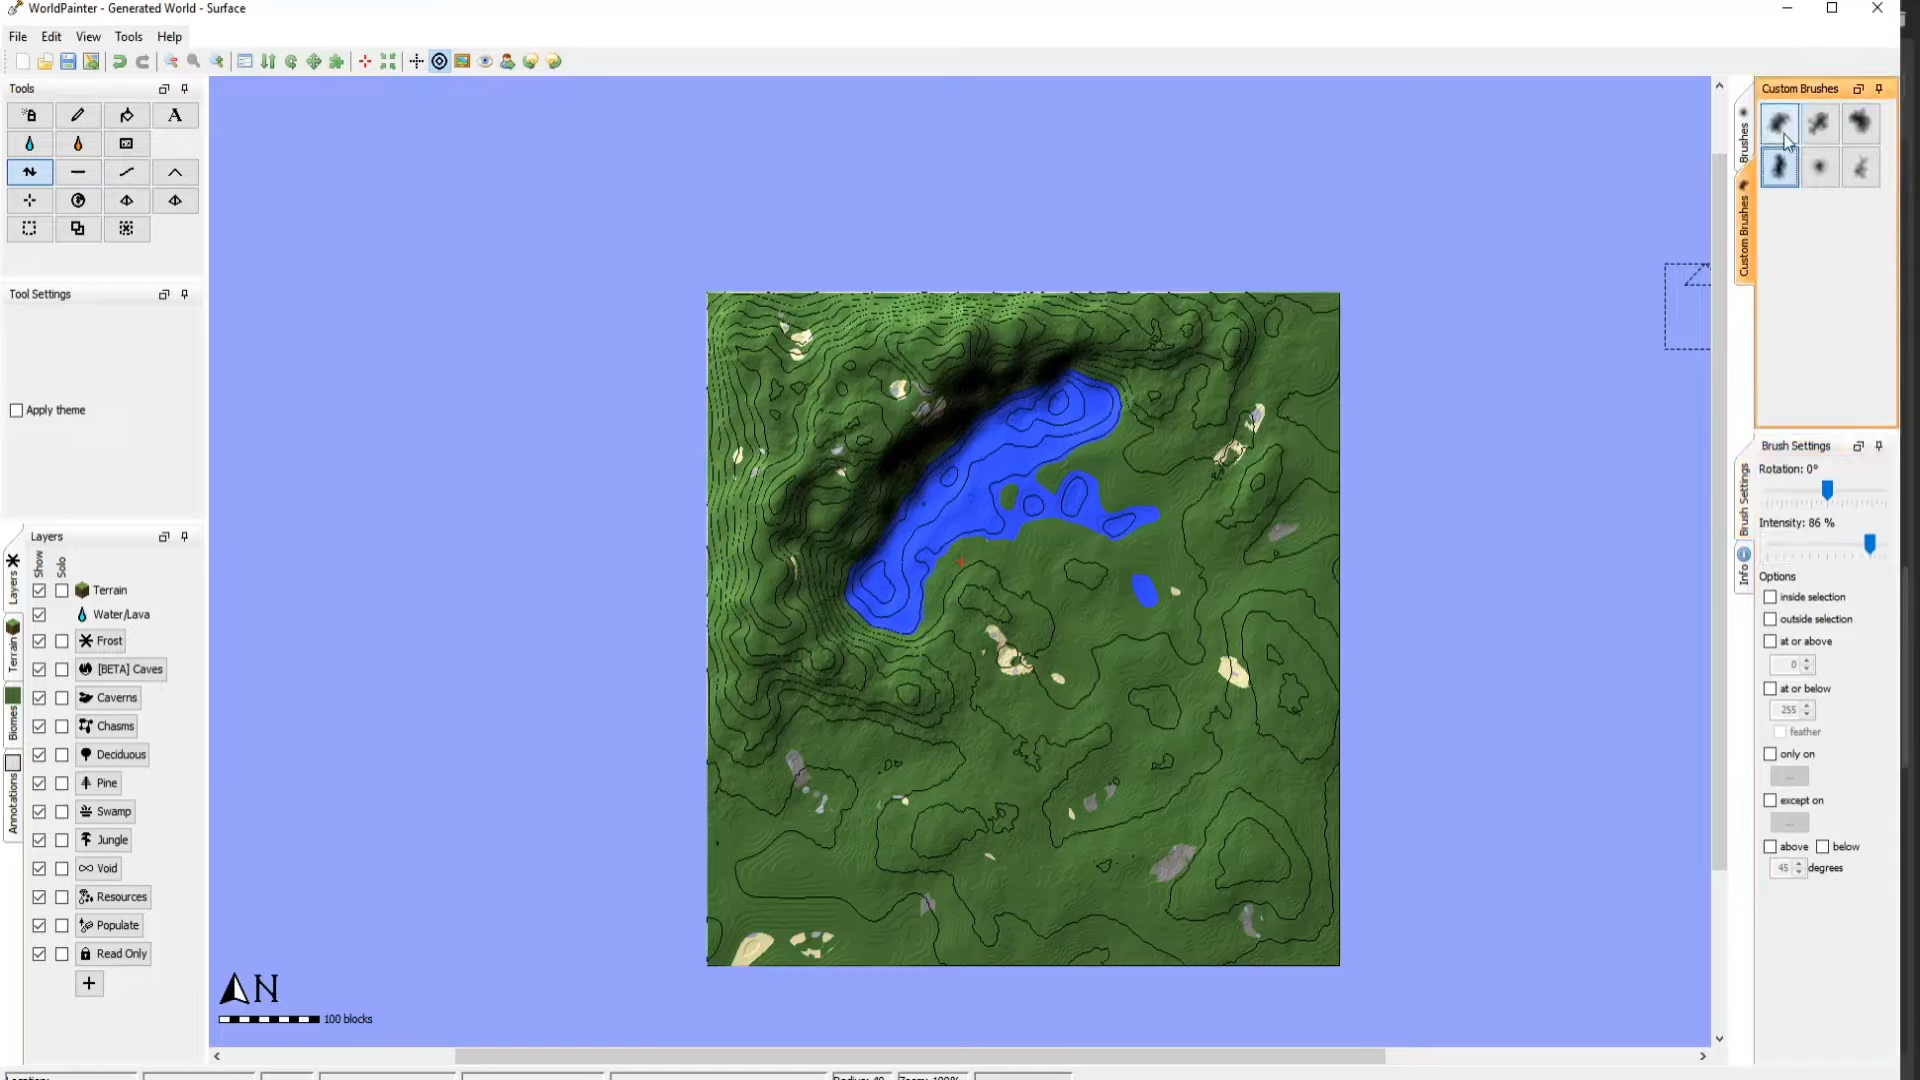 WorldPainter - Generated World - Surface
File Edit View Tools Help
Tools
A
Tool Settings
Apply theme
Layers
Show
Solo
Terrain
Water/Lava
Frost
[BETA] Caves
Caverns
Chasms
Deciduous
Pine
Swamp
Jungle
Void
Resources
Populate
Read Only
+
Layers
Terrain
Biomes
Annotations
N
100 blocks
Brushes
Custom Brushes
Custom Brushes
Brush Settings
Info
Brush Settings
Rotation: 0°
Intensity: 86 %
Options
inside selection
outside selection
at or above
0
at or below
255
feather
only on
...
except on
...
above below
45 degrees
Radius: 40 Zoom: 100%